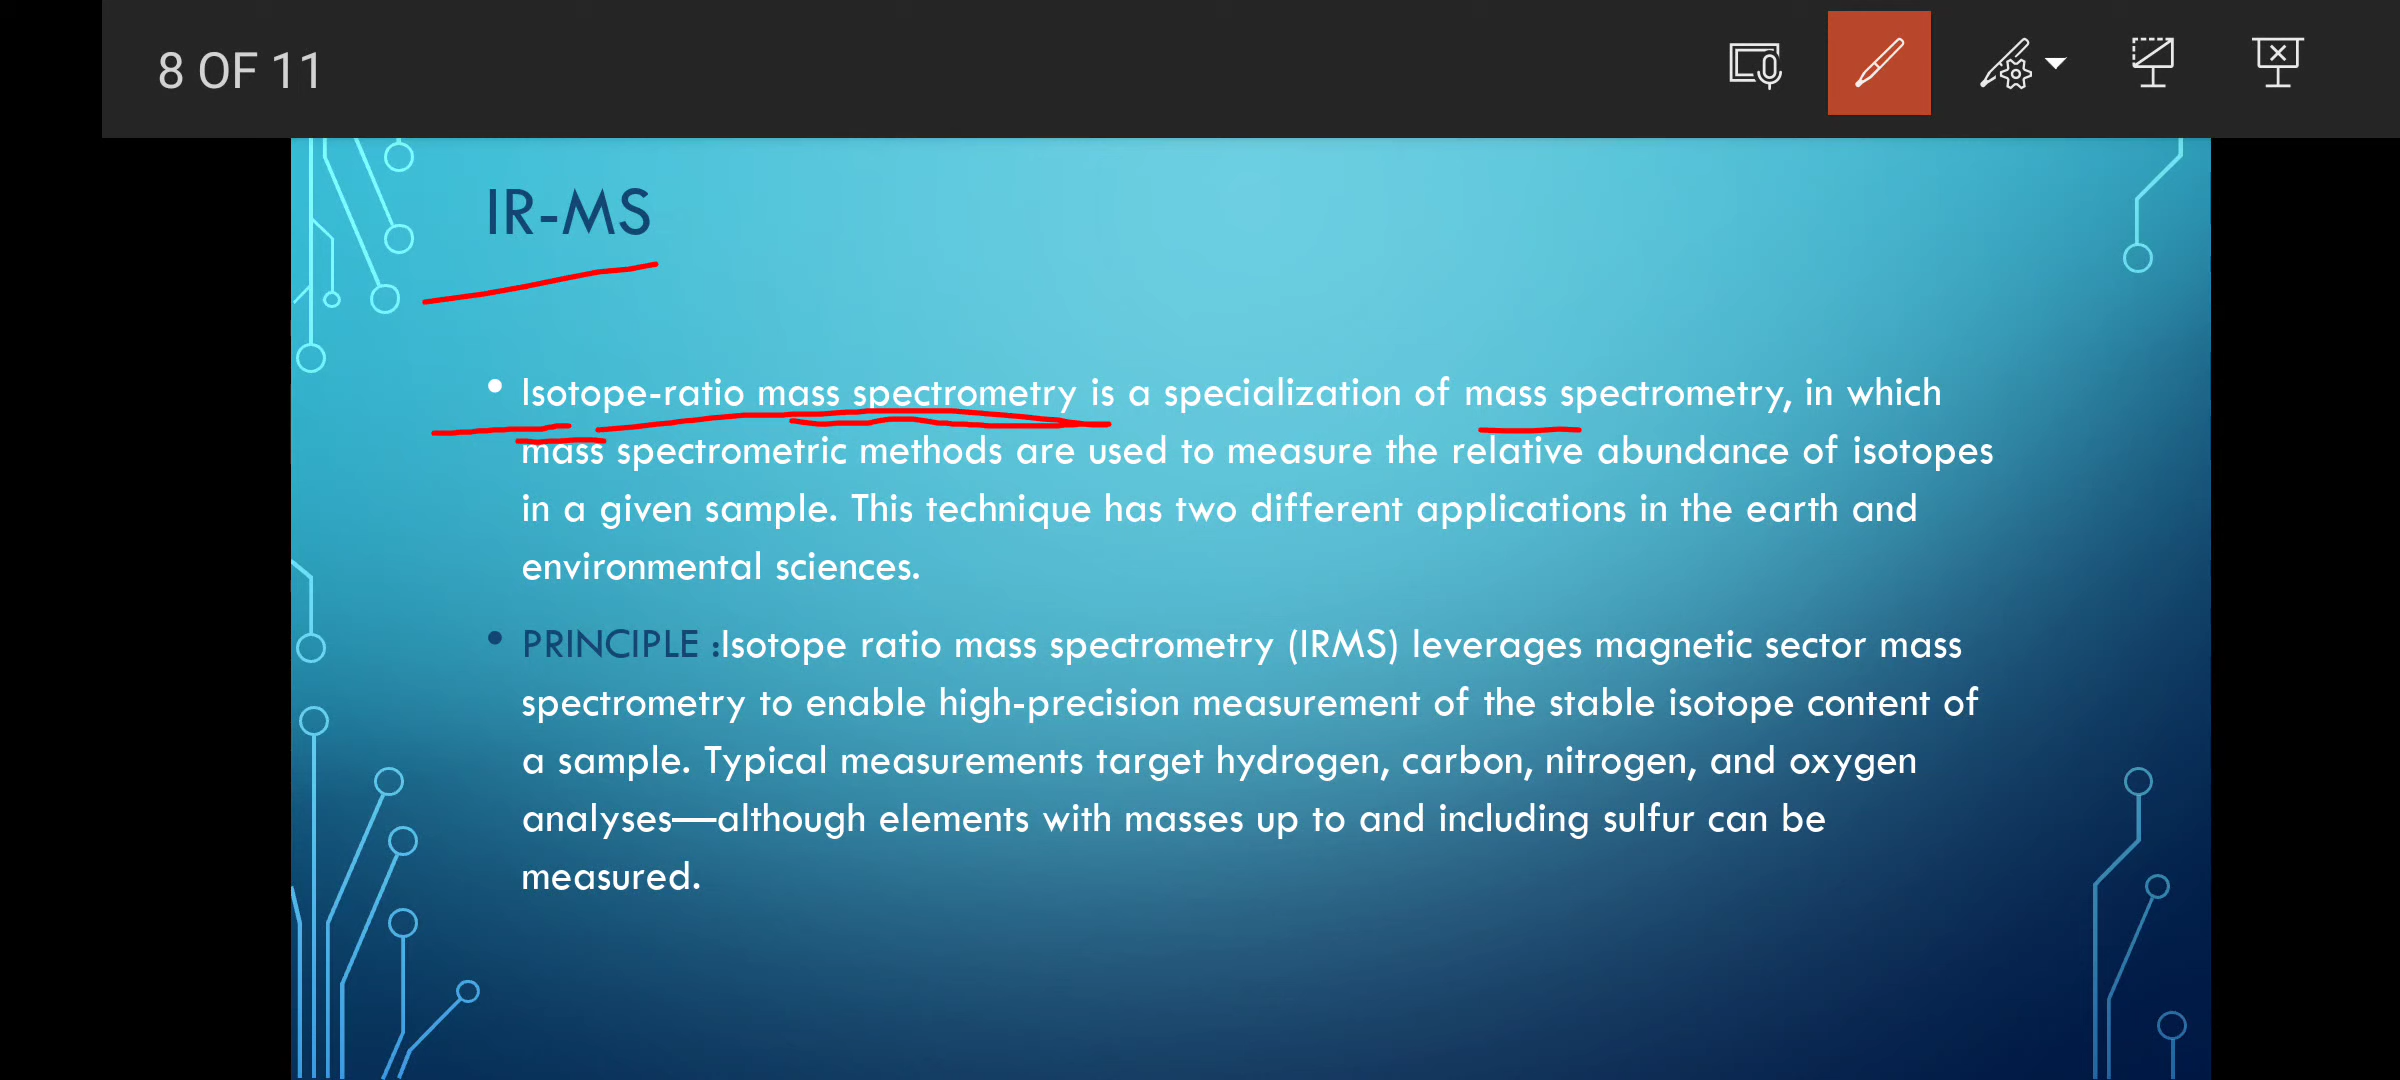 8 OF 11
IR-MS
• Isotope-ratio mass spectrometry is a specialization of mass spectrometry, in which
mass spectrometric methods are used to measure the relative abundance of isotopes
in a given sample. This technique has two different applications in the earth and
environmental sciences.
• PRINCIPLE :Isotope ratio mass spectrometry (IRMS) leverages magnetic sector mass
spectrometry to enable high-precision measurement of the stable isotope content of
a sample. Typical measurements target hydrogen, carbon, nitrogen, and oxygen
analyses—although elements with masses up to and including sulfur can be
measured.